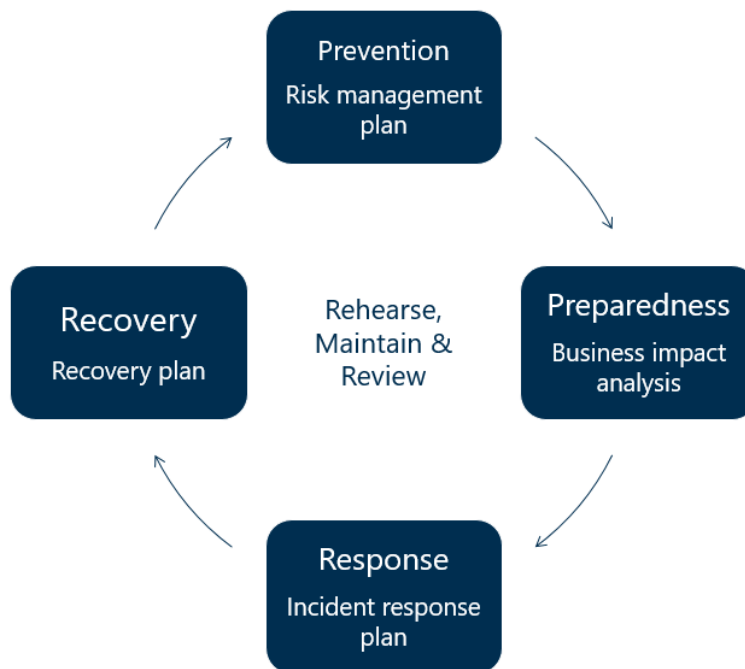 Prevention
Risk management
plan
Preparedness
Business impact
analysis
Rehearse,
Maintain &
Review
Recovery
Recovery plan
Response
Incident response
plan